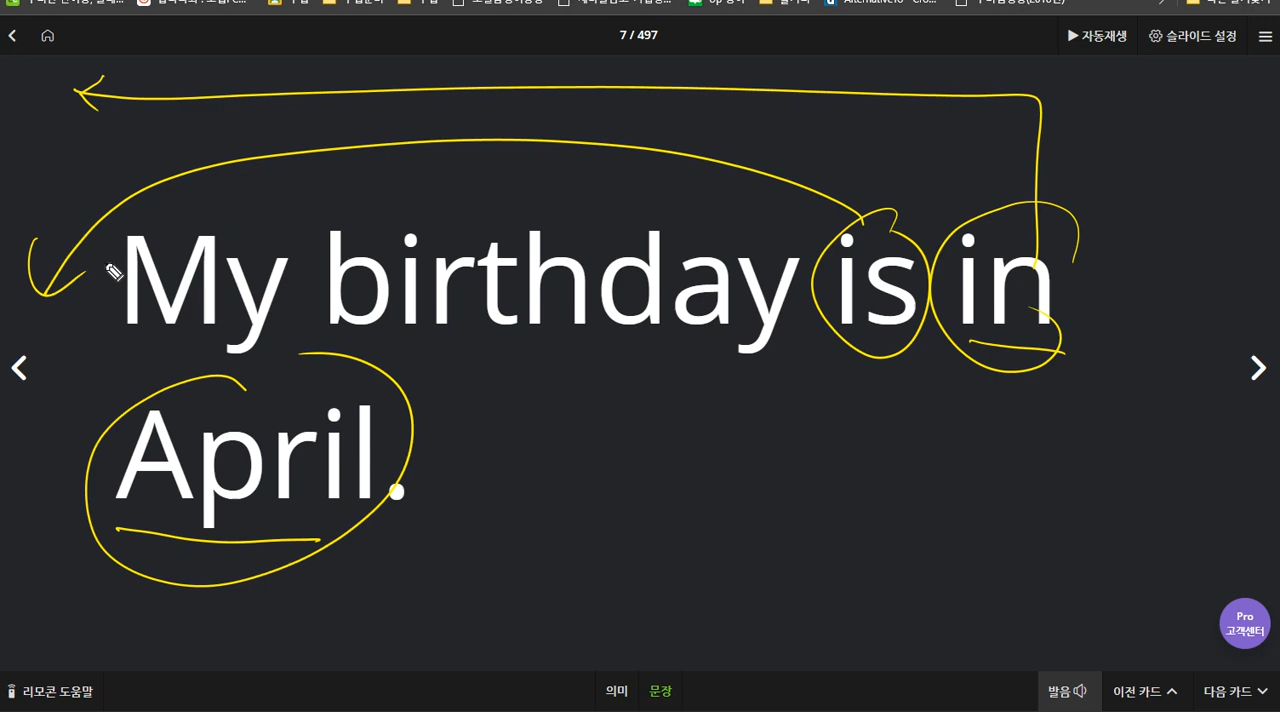 7 / 497
자동재생
슬라이드 설정
My birthday is in
April.
Pro
고객센터
리모콘 도움말
의미
문장
발음
이전 카드
다음 카드